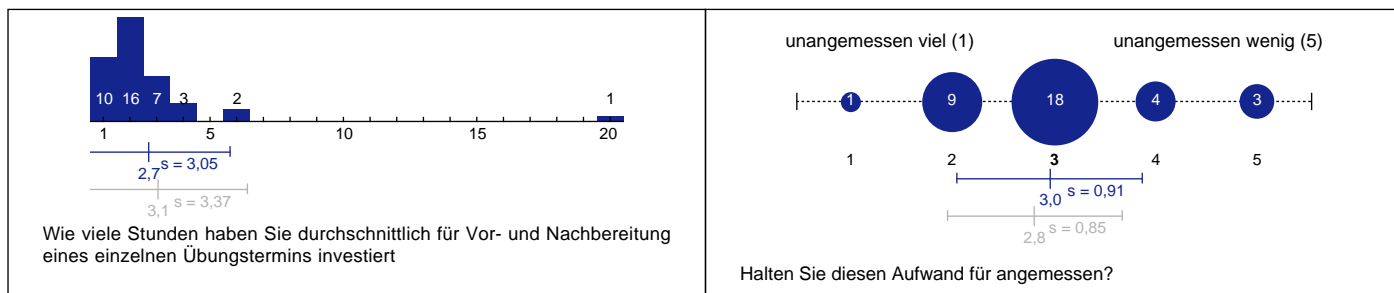 10 16 7 3 2 1
1 5 10 15 20
2,7 s = 3,05
3,1 s = 3,37
Wie viele Stunden haben Sie durchschnittlich für Vor- und Nachbereitung
eines einzelnen Übungstermins investiert
unangemessen viel (1) unangemessen wenig (5)
1 9 18 4 3
1 2 3 4 5
3,0 s = 0,91
2,8 s = 0,85
Halten Sie diesen Aufwand für angemessen?